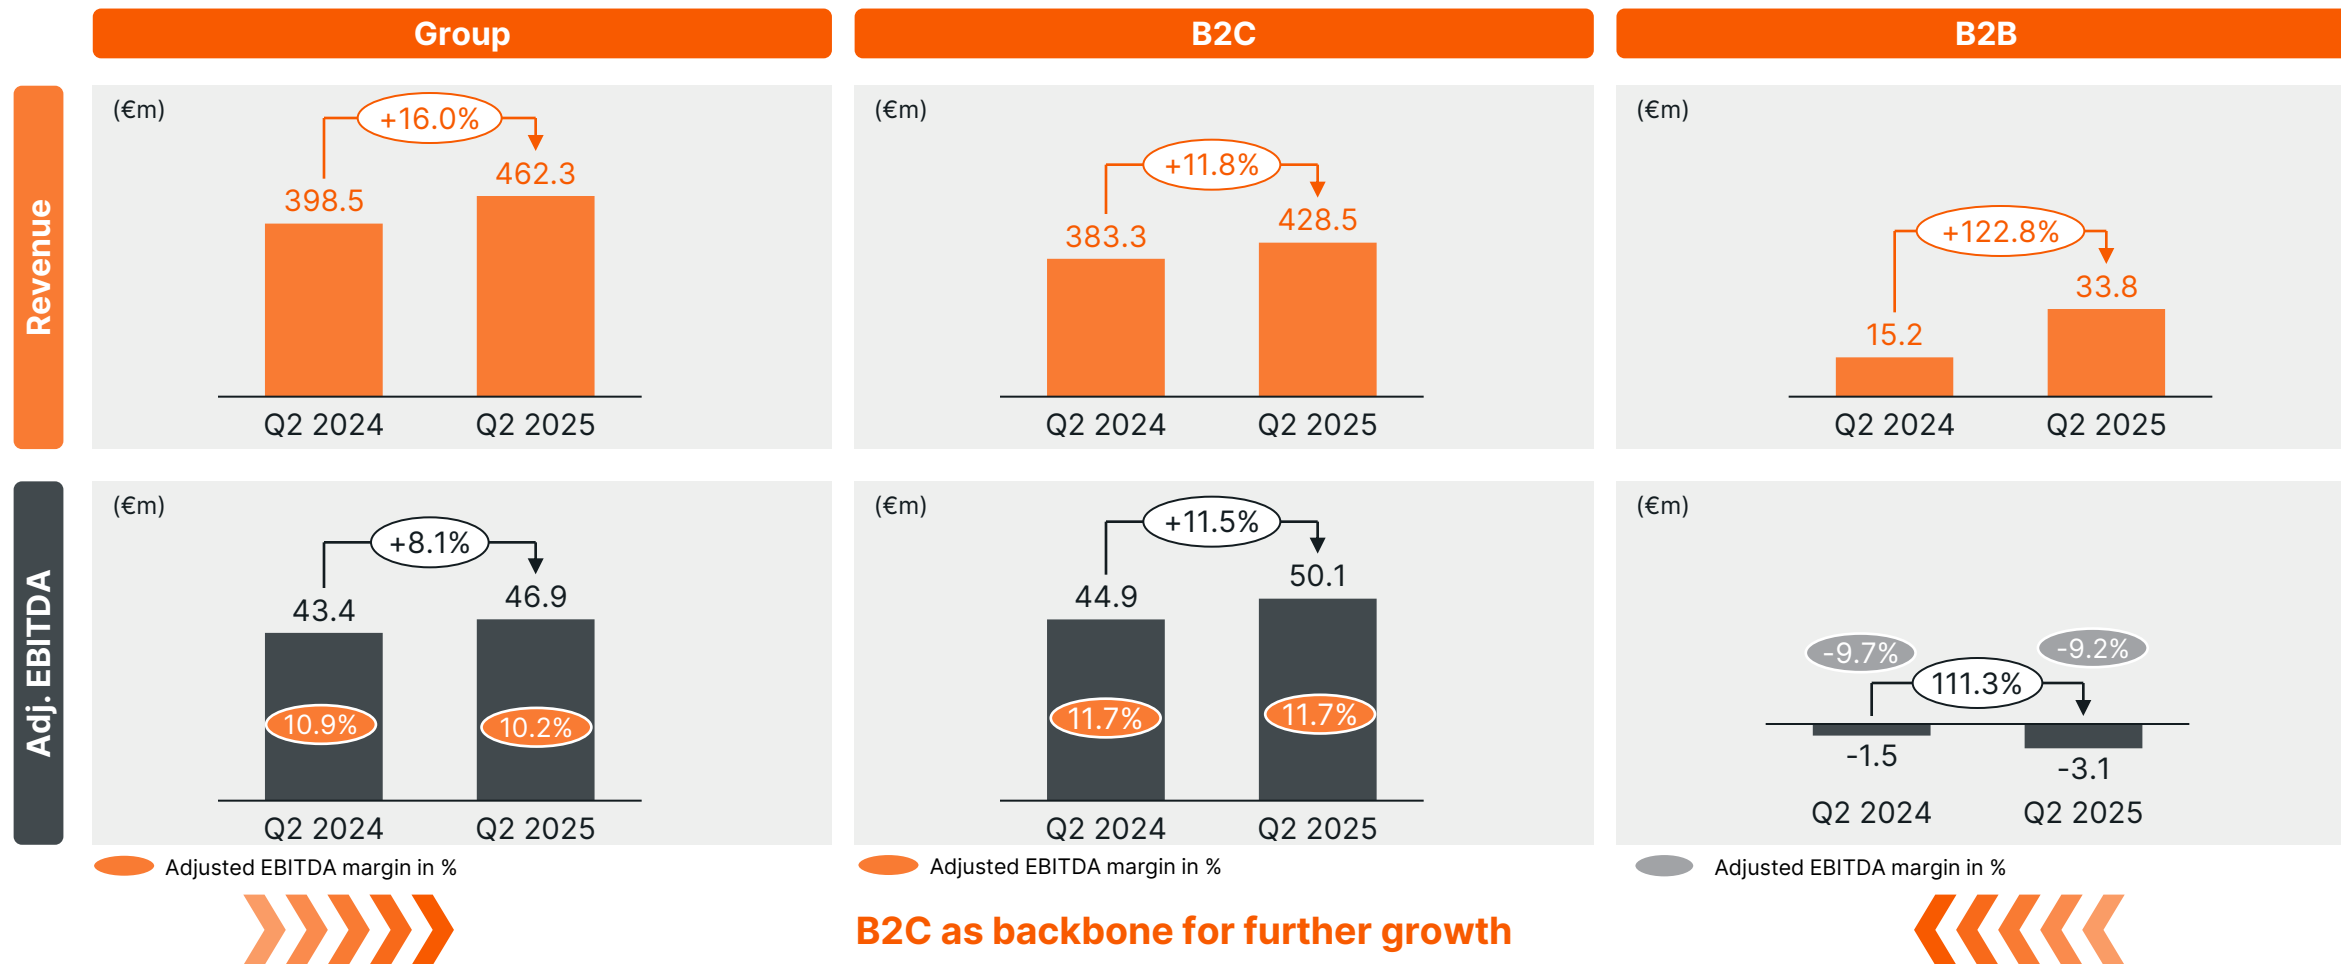 Group
B2C
B2B
Revenue
(€m)
+16.0%
398.5
462.3
Q2 2024
Q2 2025
(€m)
+11.8%
383.3
428.5
Q2 2024
Q2 2025
(€m)
+122.8%
15.2
33.8
Q2 2024
Q2 2025
Adj. EBITDA
(€m)
+8.1%
43.4
46.9
10.9%
10.2%
Q2 2024
Q2 2025
(€m)
+11.5%
44.9
50.1
11.7%
11.7%
Q2 2024
Q2 2025
(€m)
-9.7%
-9.2%
111.3%
-1.5
-3.1
Q2 2024
Q2 2025
Adjusted EBITDA margin in %
Adjusted EBITDA margin in %
Adjusted EBITDA margin in %
B2C as backbone for further growth